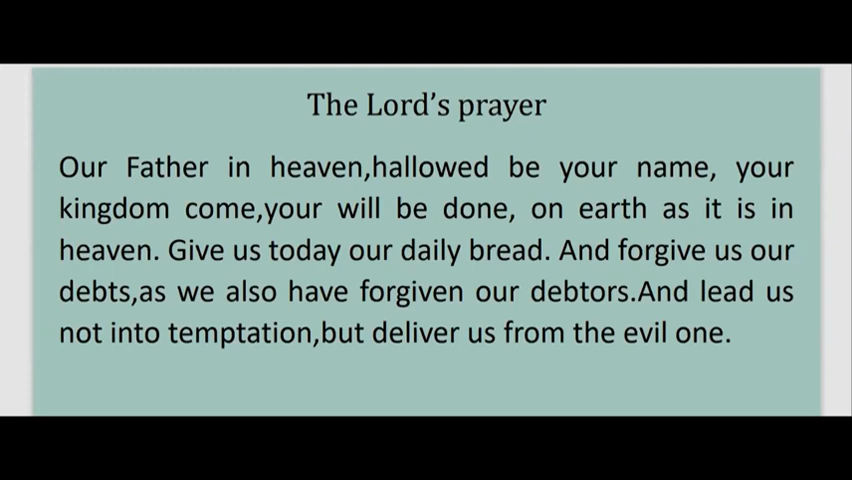 The Lord’s prayer
Our Father in heaven,hallowed be your name, your
kingdom come,your will be done, on earth as it is in
heaven. Give us today our daily bread. And forgive us our
debts,as we also have forgiven our debtors.And lead us
not into temptation,but deliver us from the evil one.